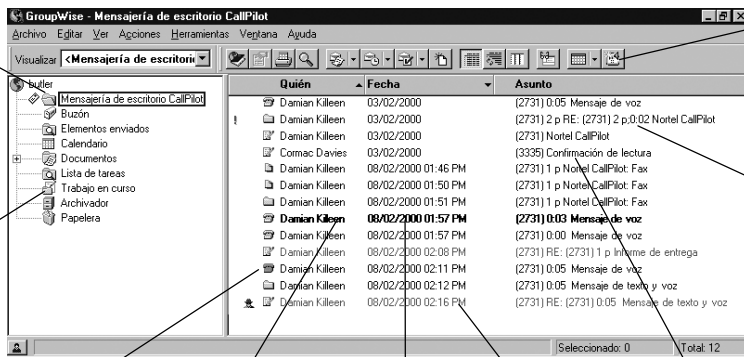 GroupWise - Mensajería de escritorio CallPilot
Archivo Egitar Ver Acciones Herramientas Ventana Ayuda
Visualizar <Mensajería de escritorio
butler
Mensajería de escritorio CallPilot
Buzón
Elementos enviados
Calendario
Documentos
Lista de tareas
Trabajo en curso
Archivador
Papelera
Quién Fecha Asunto
Damian Killeen 03/02/2000 (2731) 0:05 Mensaje de voz
! Damian Killeen 03/02/2000 (2731) 2 p RE: (2731) 2 p;0:02 Nortel CallPilot
Damian Killeen 03/02/2000 (2731) Nortel CallPilot
Cormac Davies 03/02/2000 (3335) Confirmación de lectura
Damian Killeen 08/02/2000 01:46 PM (2731) 1 p Nortel CallPilot: Fax
Damian Killeen 08/02/2000 01:50 PM (2731) 1 p Nortel CallPilot: Fax
Damian Killeen 08/02/2000 01:51 PM (2731) 1 p Nortel CallPilot: Fax
Damian Killeen 08/02/2000 01:57 PM (2731) 0:03 Mensaje de voz
Damian Killeen 08/02/2000 01:57 PM (2731) 0:00 Mensaje de voz
Damian Killeen 08/02/2000 02:08 PM (2731) RE: (2731) 1 p Informe de entrega
Damian Killeen 08/02/2000 02:11 PM (2731) 0:05 Mensaje de voz
Damian Killeen 08/02/2000 02:12 PM (2731) 0:05 Mensaje de texto y voz
Damian Killeen 08/02/2000 02:16 PM (2731) RE: (2731) 0:05 Mensaje de texto y voz
Seleccionado: 0 Total: 12